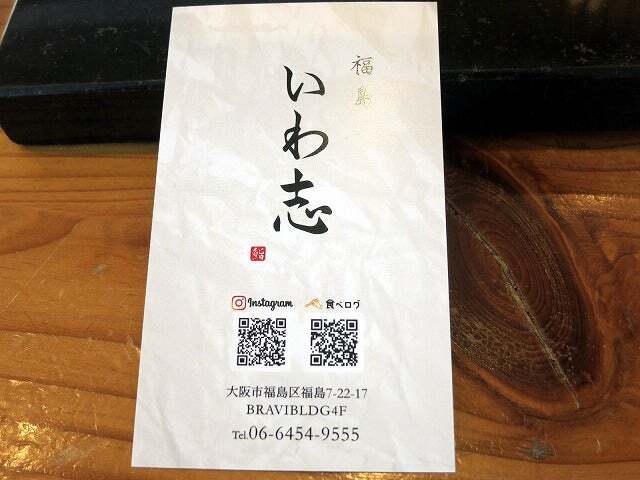 福島
いわ志
Instagram
食べログ
大阪市福島区福島7-22-17
BRAVIBLDG4F
Tel.06-6454-9555